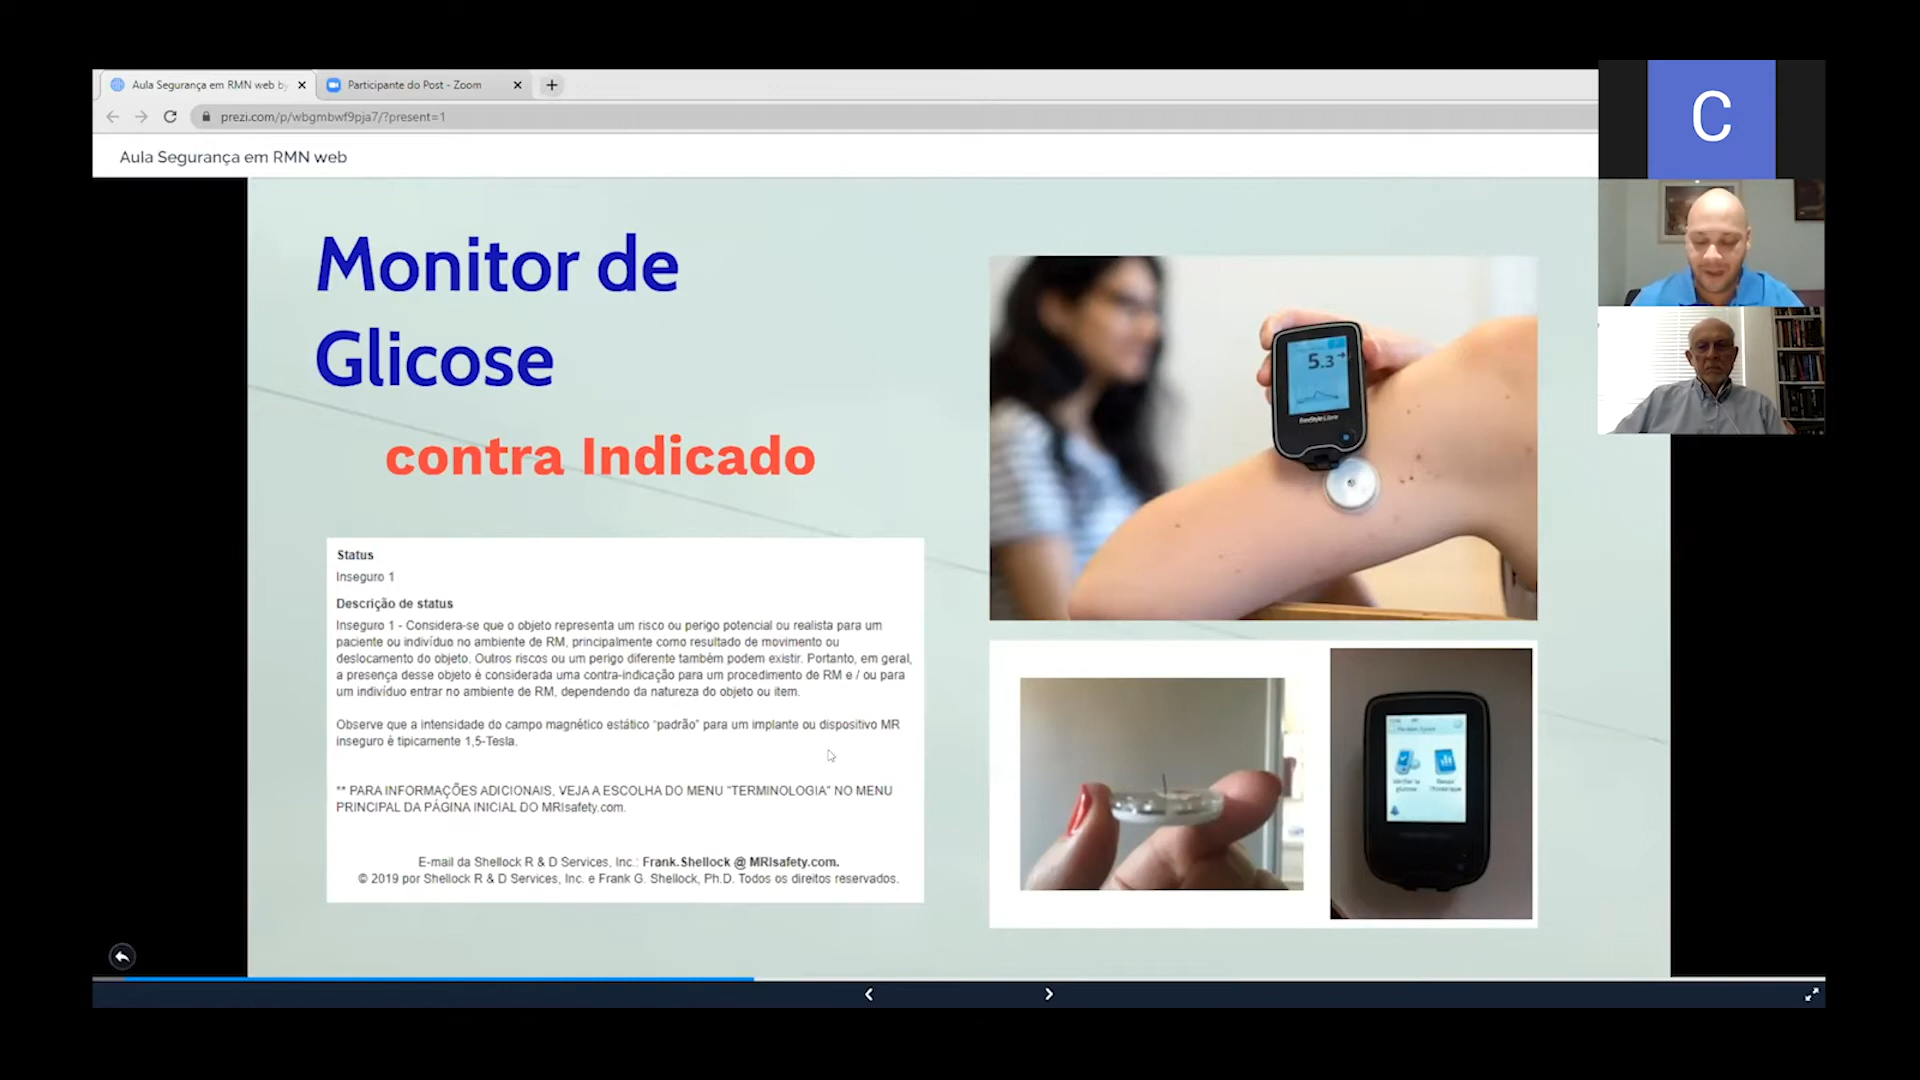 Aula Segurança em RMN web by
Participante do Post - Zoom
prezi.com/p/wbgmbwf9pja7/?present=1
Aula Segurança em RMN web
C
Monitor de
Glicose
contra Indicado
Status
Inseguro 1
Descrição de status
Inseguro 1 - Considera-se que o objeto representa um risco ou perigo potencial ou realista para um
paciente ou indivíduo no ambiente de RM, principalmente como resultado de movimento ou
deslocamento do objeto. Outros riscos ou um perigo diferente também podem existir. Portanto, em geral,
a presença desse objeto é considerada uma contra-indicação para um procedimento de RM e / ou para
um indivíduo entrar no ambiente de RM, dependendo da natureza do objeto ou item.
Observe que a intensidade do campo magnético estático "padrão" para um implante ou dispositivo MR
inseguro é tipicamente 1,5-Tesla.
** PARA INFORMAÇÕES ADICIONAIS, VEJA A ESCOLHA DO MENU "TERMINOLOGIA" NO MENU
PRINCIPAL DA PÁGINA INICIAL DO MRIsafety.com.
E-mail da Shellock R & D Services, Inc.: Frank.Shellock @ MRIsafety.com.
© 2019 por Shellock R & D Services, Inc. e Frank G. Shellock, Ph.D. Todos os direitos reservados.
5.3
FreeStyle Libre